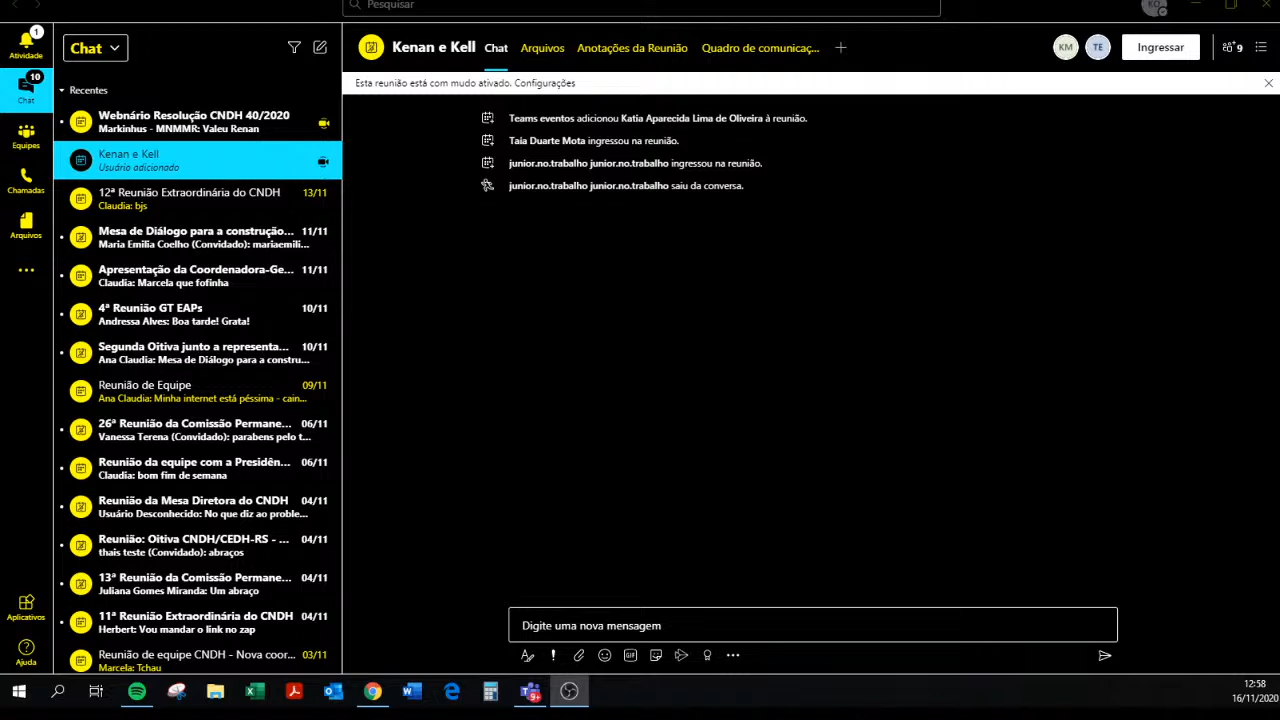 Pesquisar
KO
1
Atividade
10
Chat
Equipes
Chamadas
Arquivos
Aplicativos
Ajuda
Chat
Recentes
Webnário Resolução CNDH 40/2020
Markinhus - MNMMR: Valeu Renan
Kenan e Kell
Usuário adicionado
12ª Reunião Extraordinária do CNDH 13/11
Claudia: bjs
Mesa de Diálogo para a construção... 11/11
Maria Emilia Coelho (Convidado): mariaemili...
Apresentação da Coordenadora-Ge... 11/11
Claudia: Marcela que fofinha
4ª Reunião GT EAPs 10/11
Andressa Alves: Boa tarde! Grata!
Segunda Oitiva junto a representa... 10/11
Ana Claudia: Mesa de Diálogo para a constru...
Reunião de Equipe 09/11
Ana Claudia: Minha internet está péssima - cain...
26ª Reunião da Comissão Permane... 06/11
Vanessa Terena (Convidado): parabens pelo t...
Reunião da equipe com a Presidên... 06/11
Claudia: bom fim de semana
Reunião da Mesa Diretora do CNDH 04/11
Usuário Desconhecido: No que diz ao proble...
Reunião: Oitiva CNDH/CEDH-RS - ... 04/11
thais teste (Convidado): abraços
13ª Reunião da Comissão Permane... 04/11
Juliana Gomes Miranda: Um abraço
11ª Reunião Extraordinária do CNDH 04/11
Herbert: Vou mandar o link no zap
Reunião de equipe CNDH - Nova coor... 03/11
Marcela: Tchau
Kenan e Kell Chat Arquivos Anotações da Reunião Quadro de comunicaç...
KM TE Ingressar 9
Esta reunião está com mudo ativado. Configurações
Teams eventos adicionou Katia Aparecida Lima de Oliveira à reunião.
Taia Duarte Mota ingressou na reunião.
junior.no.trabalho junior.no.trabalho ingressou na reunião.
junior.no.trabalho junior.no.trabalho saiu da conversa.
Digite uma nova mensagem
GIF
9+
12:58
16/11/2020